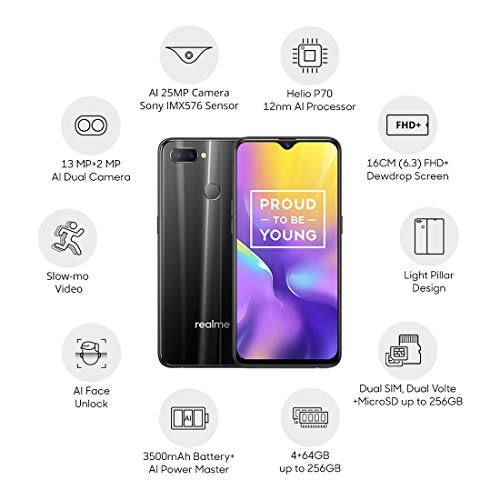 AI 25MP Camera
Sony IMX576 Sensor
Helio P70
12nm AI Processor
13 MP+2 MP
AI Dual Camera
FHD+
16CM (6.3) FHD+
Dewdrop Screen
PROUD
TO BE
YOUNG
Slow-mo
Video
Light Pillar
Design
realme
AI Face
Unlock
Dual SIM, Dual Volte
+MicroSD up to 256GB
AI
3500mAh Battery+
AI Power Master
4+64GB
up to 256GB